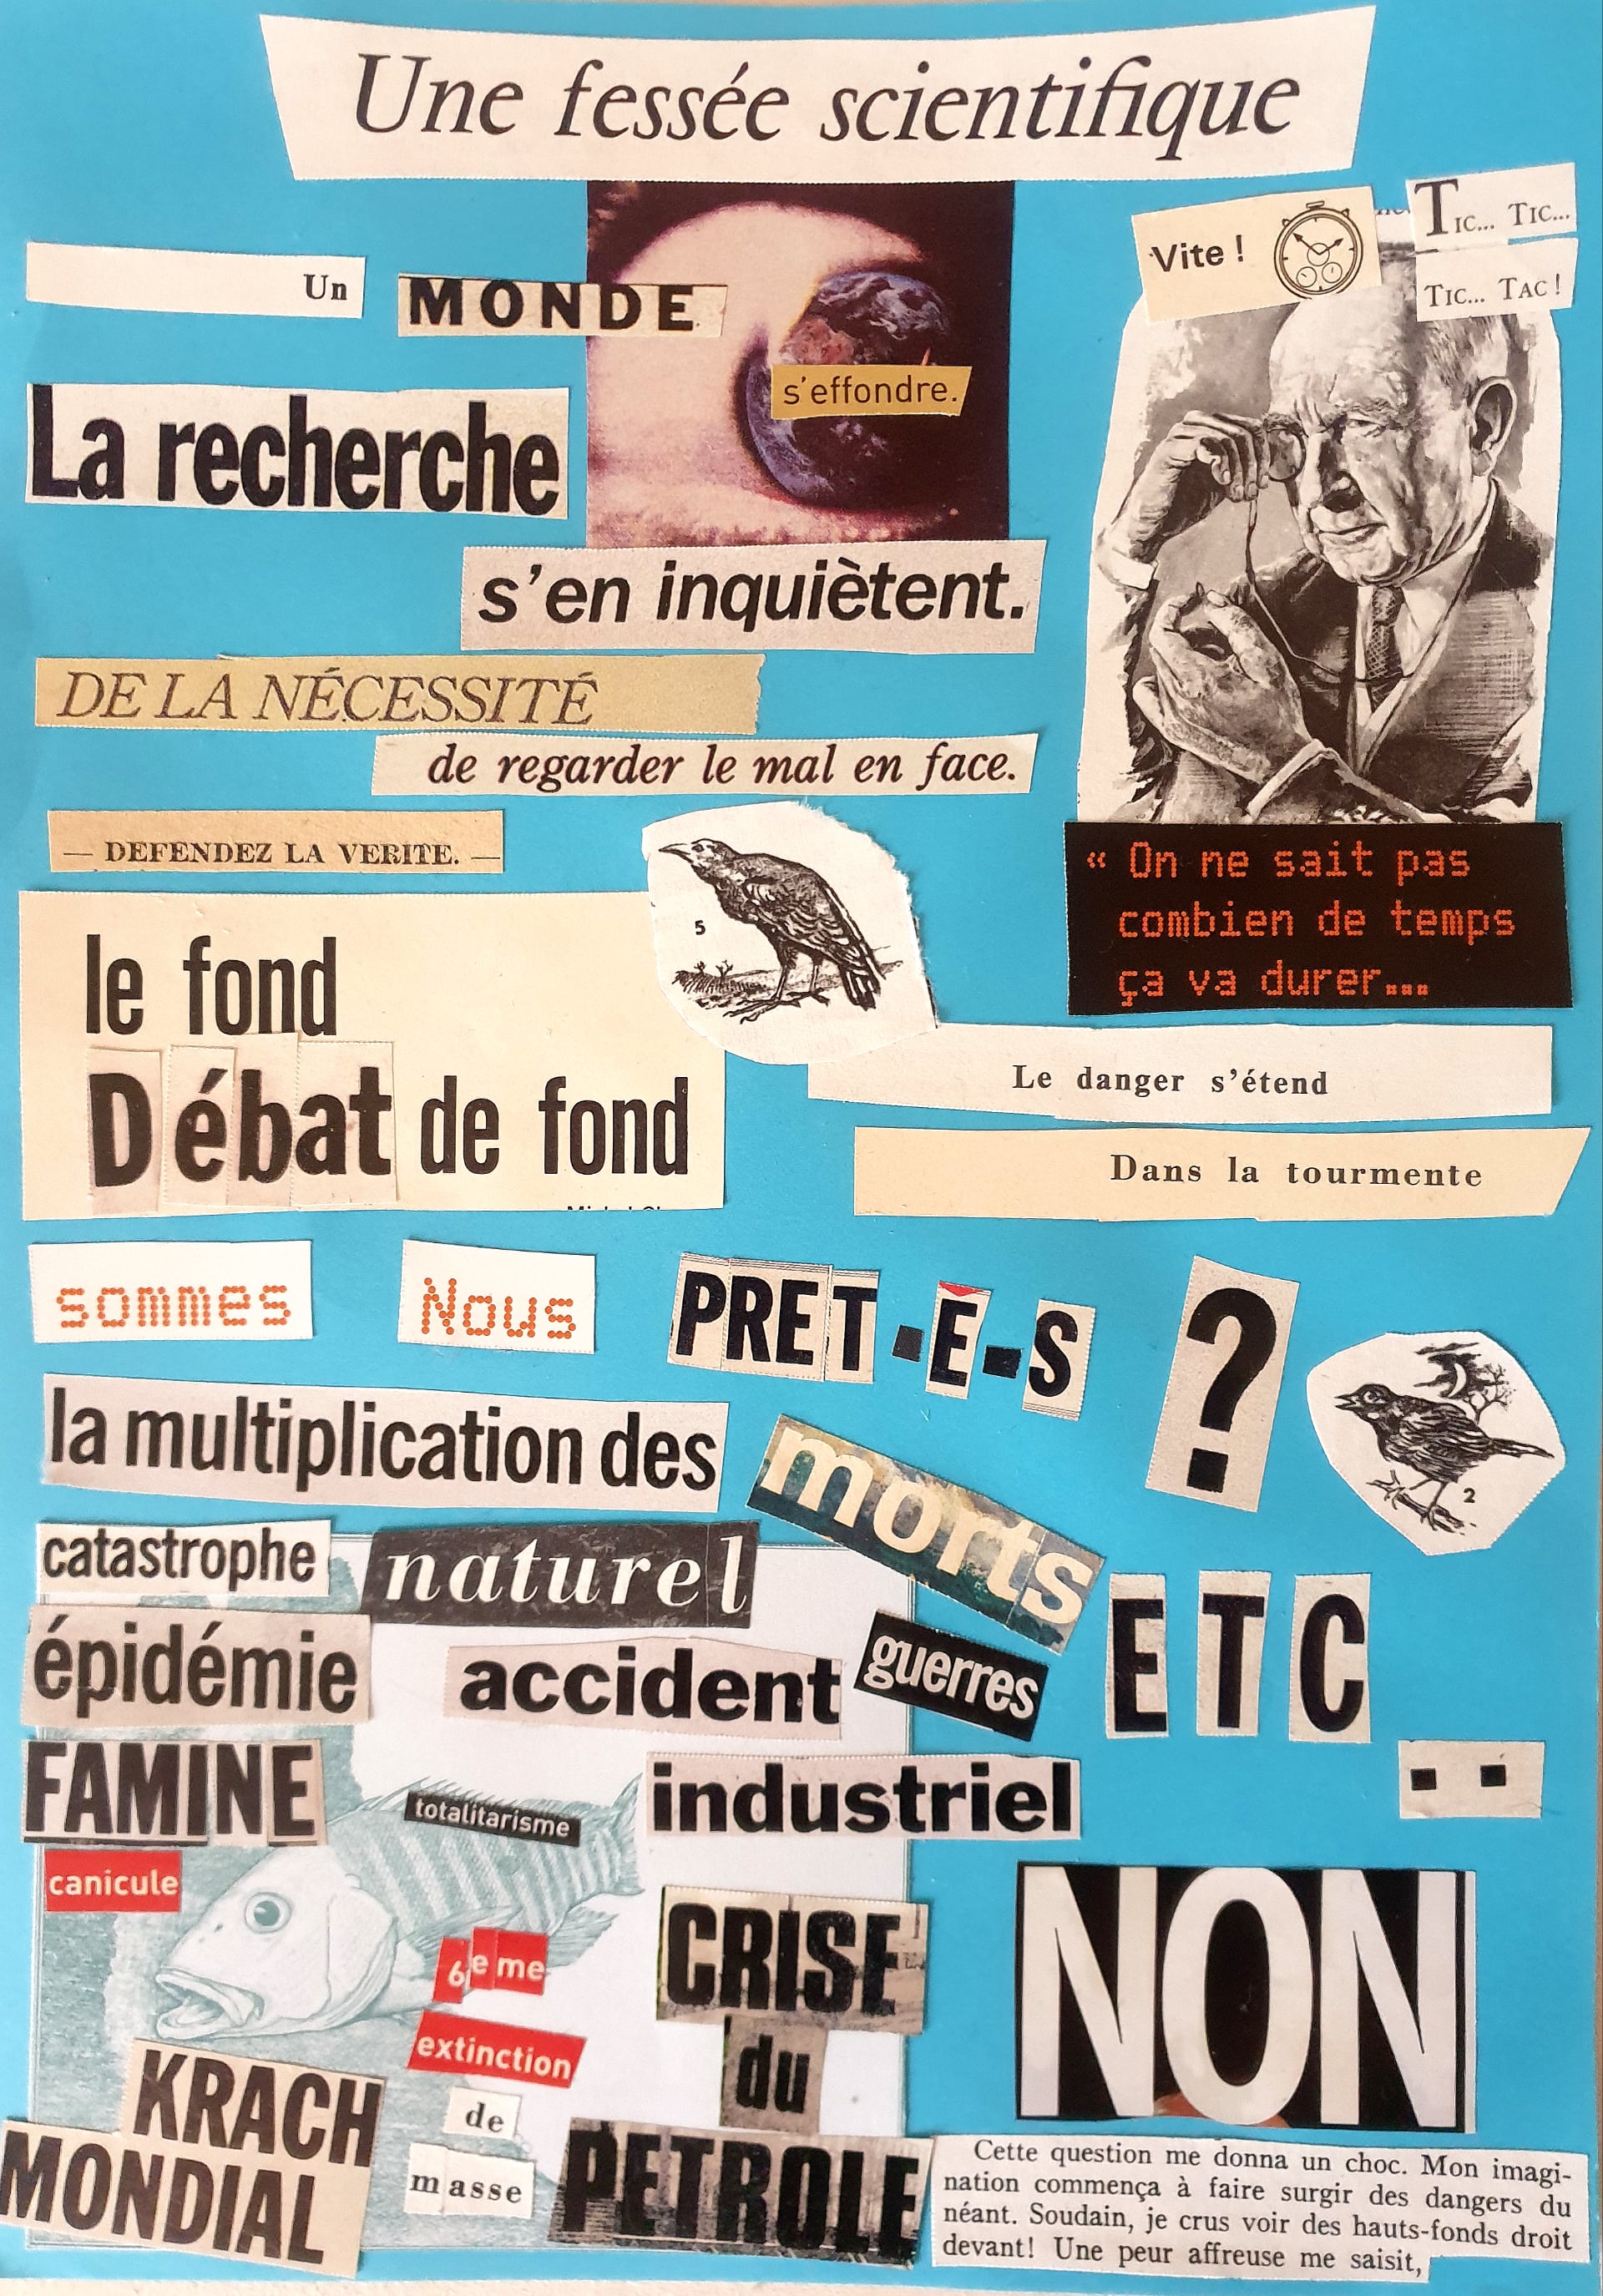 Une fessée scientifique
Vite !
TIC... TIC...
TIC... TAC !
Un MONDE
s'effondre.
La recherche
s'en inquiètent.
DE LA NÉCESSITÉ
de regarder le mal en face.
— DEFENDEZ LA VERITE. —
5
« On ne sait pas
combien de temps
ça va durer...
le fond
Débat de fond
Le danger s'étend
Dans la tourmente
sommes Nous PRET·E·S ?
2
la multiplication des morts
catastrophe naturel
épidémie accident guerres ETC
..
FAMINE totalitarisme industriel
canicule
6eme
extinction
de
masse
CRISE
du
PETROLE
KRACH
MONDIAL
NON
Cette question me donna un choc. Mon imagi-
nation commença à faire surgir des dangers du
néant. Soudain, je crus voir des hauts-fonds droit
devant! Une peur affreuse me saisit,